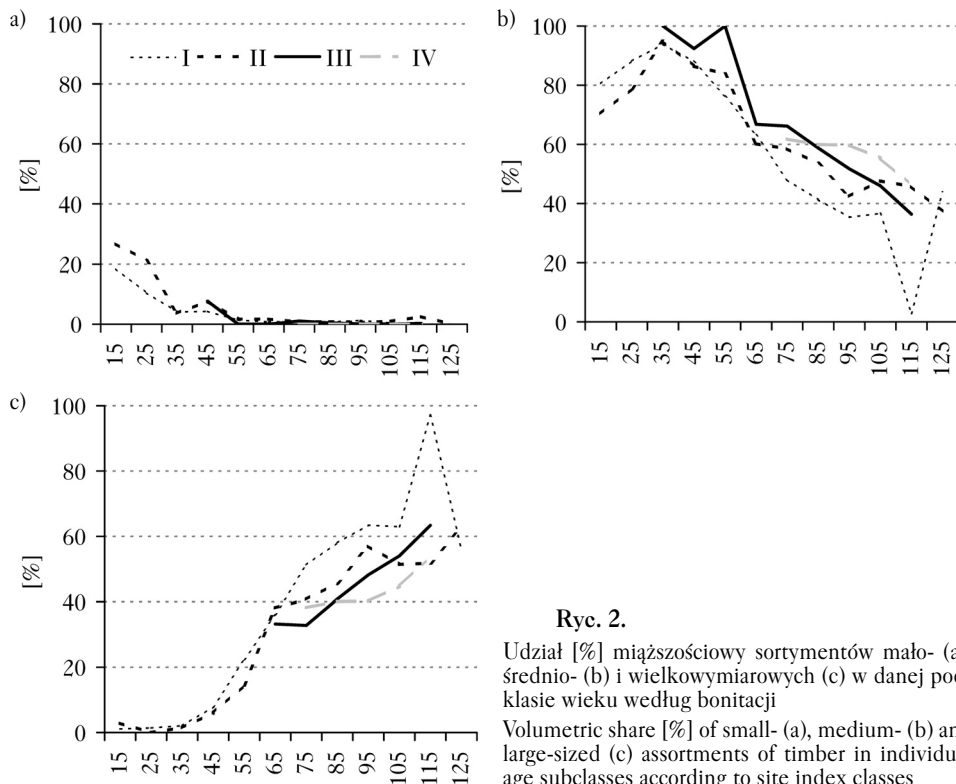 a)
100
80
60
40
20
0
[%]
I II III IV
15 25 35 45 55 65 75 85 95 105 115 125
b)
100
80
60
40
20
0
[%]
15 25 35 45 55 65 75 85 95 105 115 125
c)
100
80
60
40
20
0
[%]
15 25 35 45 55 65 75 85 95 105 115 125
Ryc. 2.
Udział [%] miąższościowy sortymentów mało- (a
średnio- (b) i wielkowymiarowych (c) w danej pod
klasie wieku według bonitacji
Volumetric share [%] of small- (a), medium- (b) an
large-sized (c) assortments of timber in individu
age subclasses according to site index classes